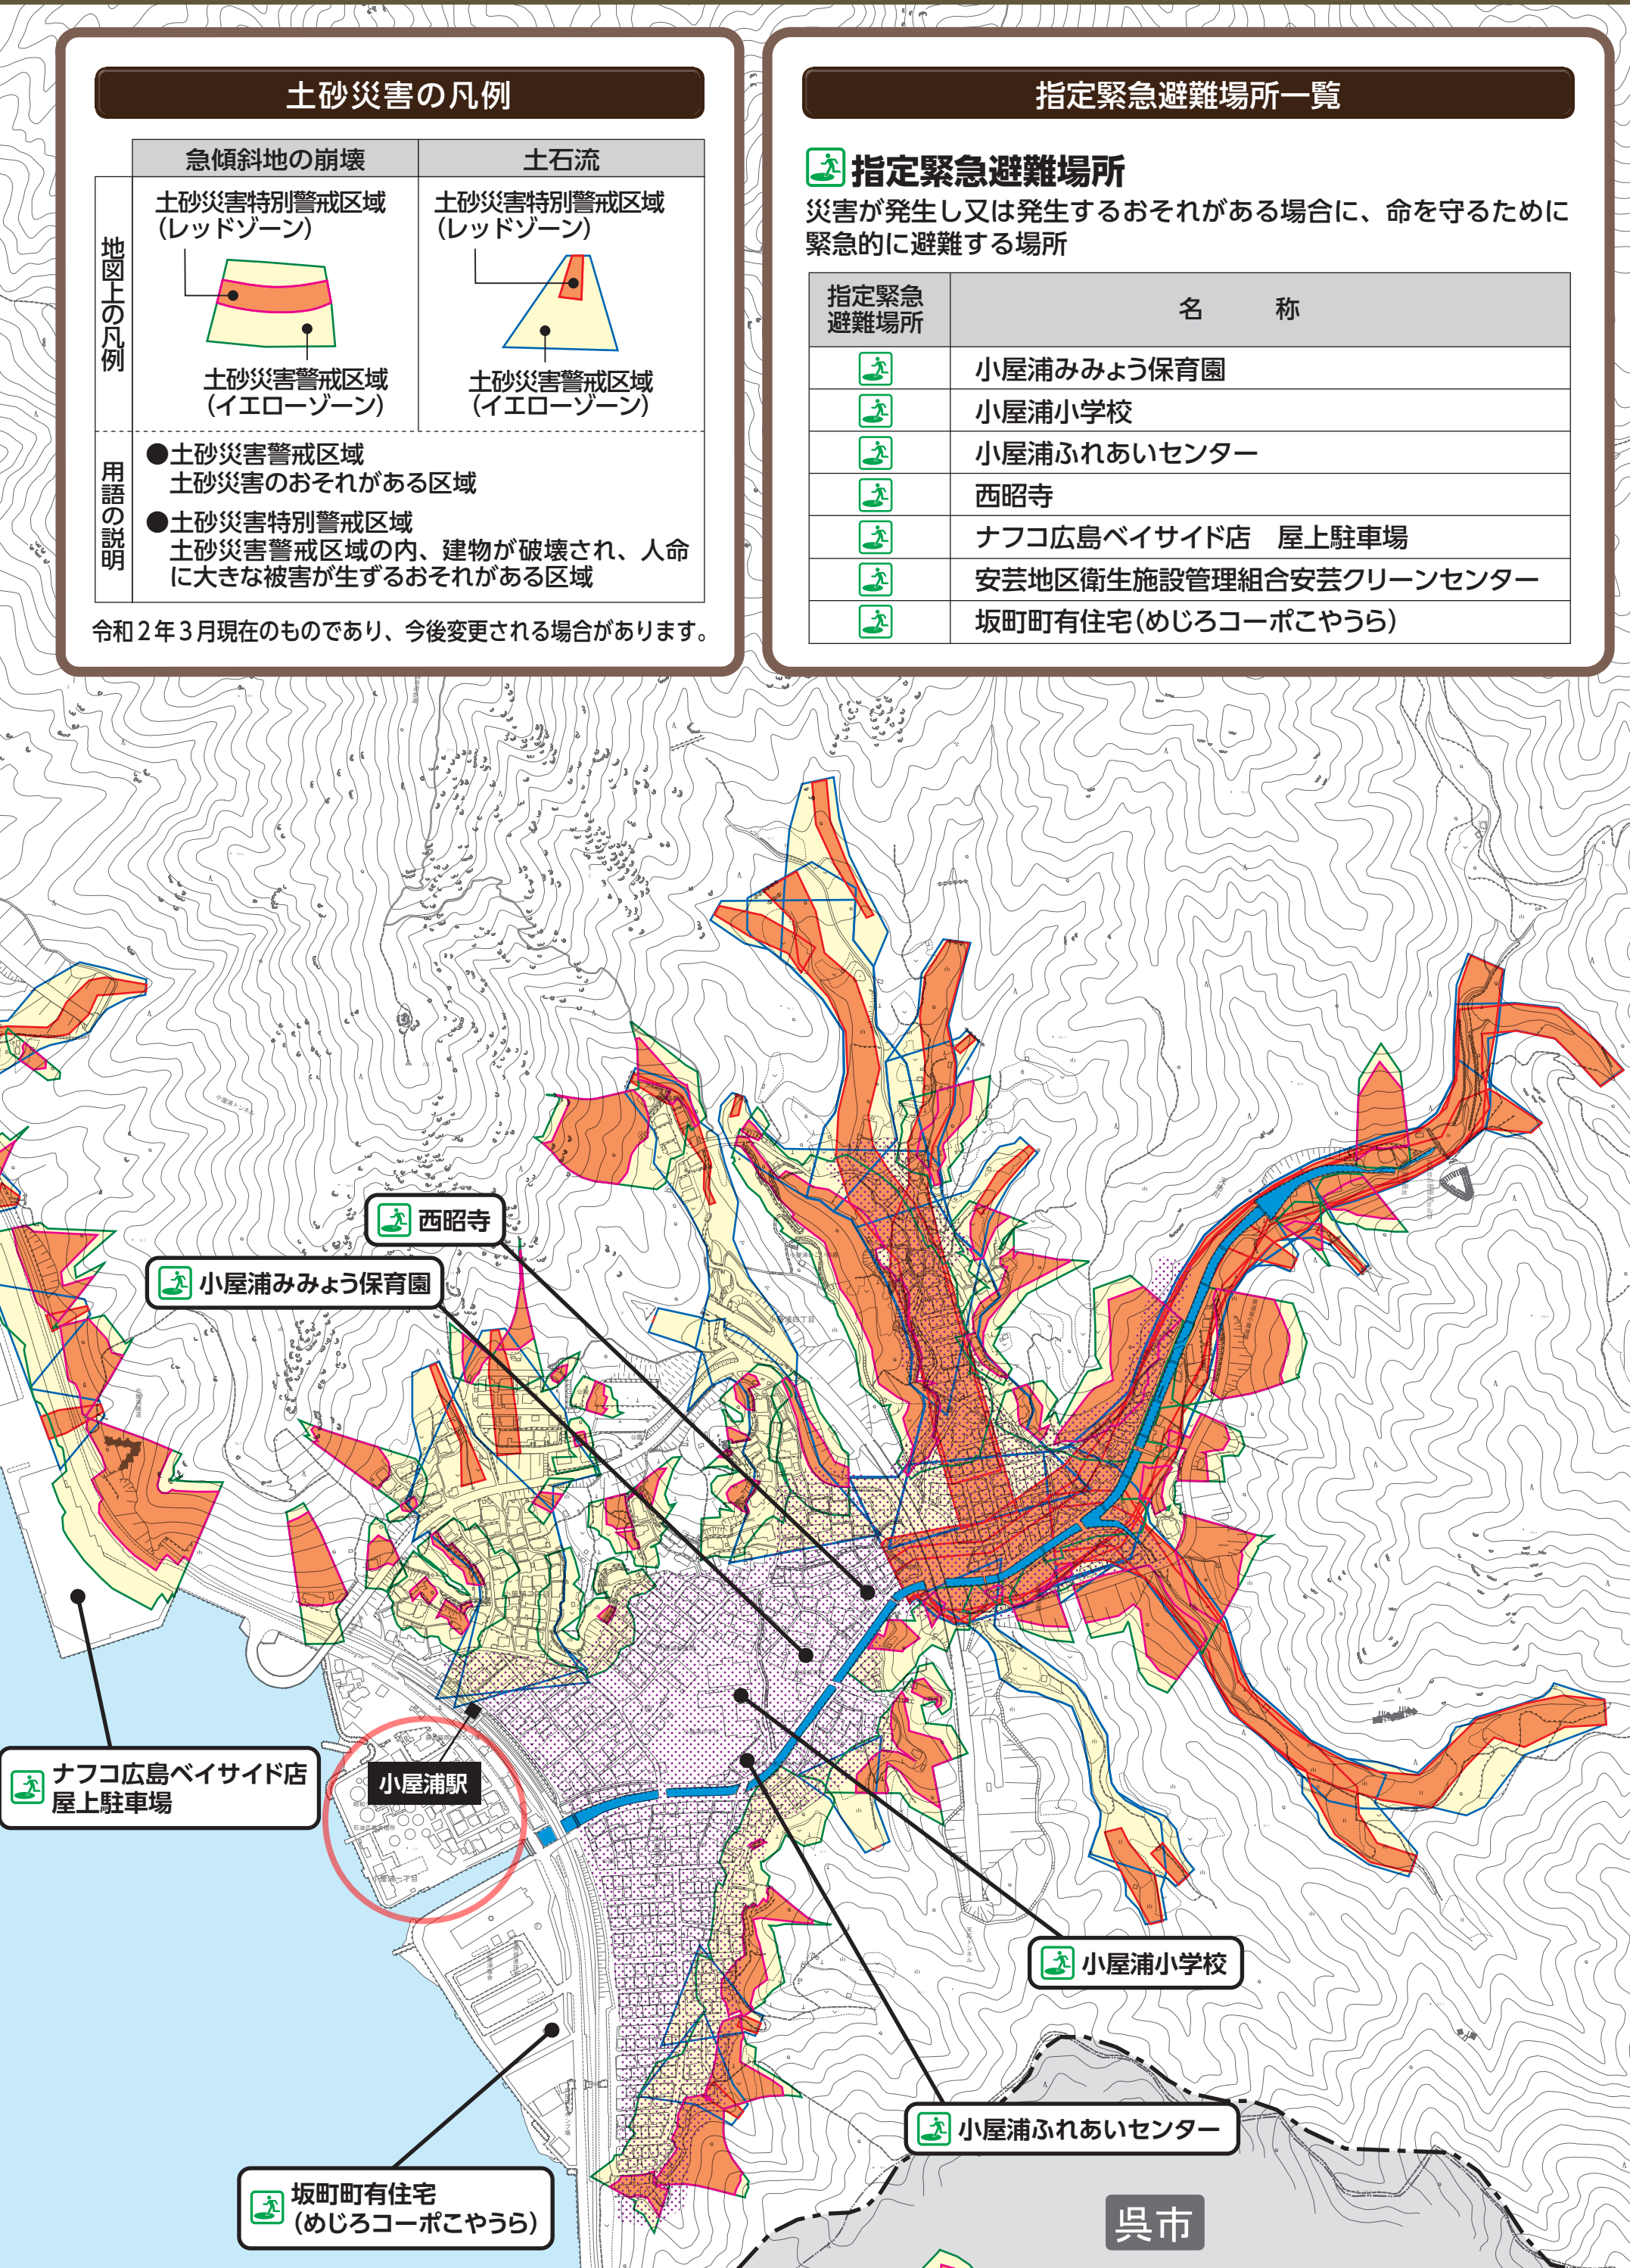 土砂災害の凡例
急傾斜地の崩壊
土石流
地図上の凡例
土砂災害特別警戒区域
（レッドゾーン）
土砂災害警戒区域
（イエローゾーン）
土砂災害特別警戒区域
（レッドゾーン）
土砂災害警戒区域
（イエローゾーン）
用語の説明
●土砂災害警戒区域
土砂災害のおそれがある区域
●土砂災害特別警戒区域
土砂災害警戒区域の内、建物が破壊され、人命
に大きな被害が生ずるおそれがある区域
令和２年３月現在のものであり、今後変更される場合があります。
指定緊急避難場所一覧
指定緊急避難場所
災害が発生し又は発生するおそれがある場合に、命を守るために
緊急的に避難する場所
指定緊急
避難場所
名　称
小屋浦みみょう保育園
小屋浦小学校
小屋浦ふれあいセンター
西昭寺
ナフコ広島ベイサイド店　屋上駐車場
安芸地区衛生施設管理組合安芸クリーンセンター
坂町町有住宅（めじろコーポこやうら）
小屋浦トンネル
西昭寺
小屋浦みみょう保育園
小屋浦四丁目
ナフコ広島ベイサイド店
屋上駐車場
小屋浦駅
小屋浦一丁目
小屋浦小学校
小屋浦ふれあいセンター
坂町町有住宅
（めじろコーポこやうら）
呉市